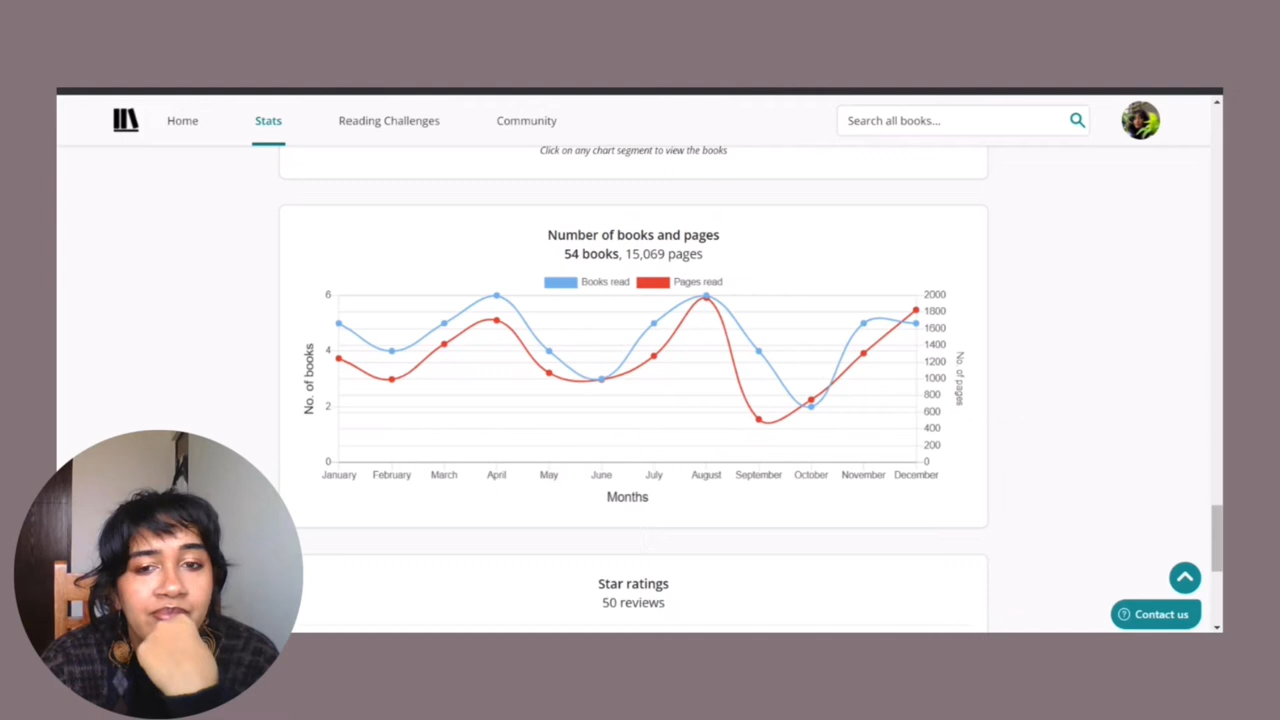 Home Stats Reading Challenges Community Search all books...
Click on any chart segment to view the books
Number of books and pages
54 books, 15,069 pages
Books read Pages read
6
4
2
0
No. of books
2000
1800
1600
1400
1200
1000
800
600
400
200
0
No. of pages
January February March April May June July August September October November December
Months
Star ratings
50 reviews
? Contact us